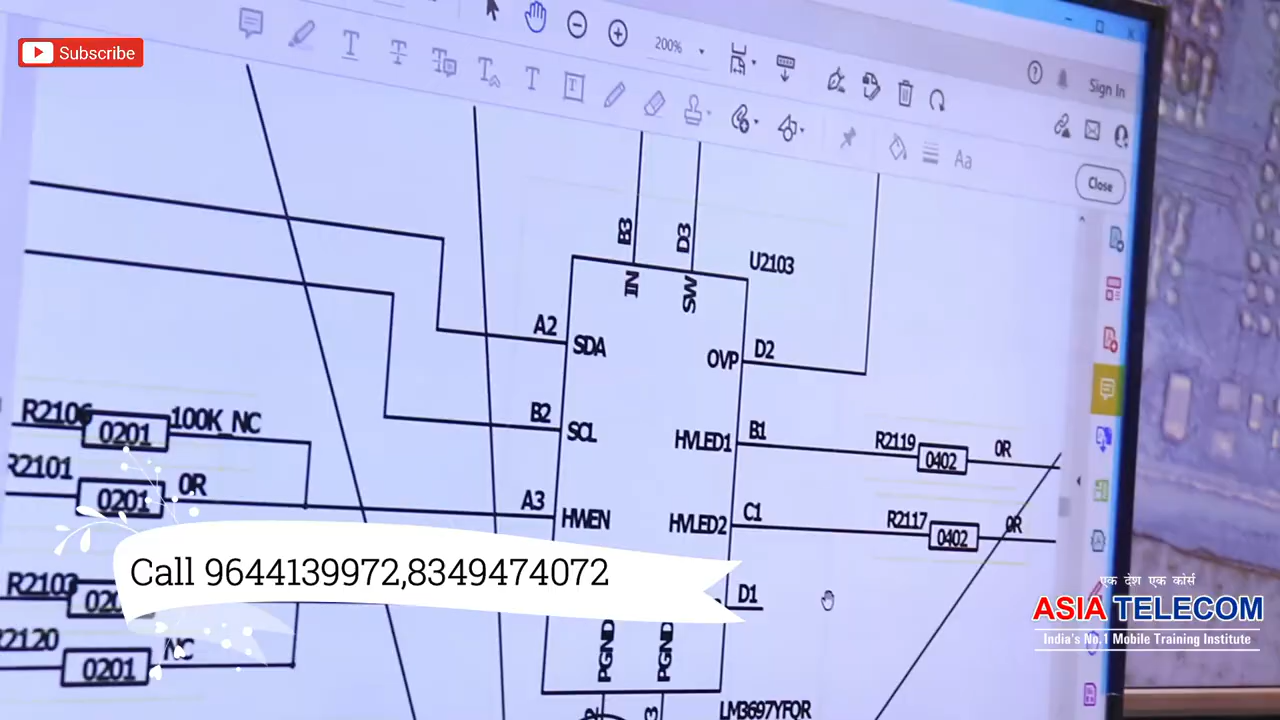 Subscribe
200%
Sign In
Aa
Close
B3
D3
U2103
IN
SW
A2
SDA
OVP
D2
B2
SCL
HVLED1
B1
R2119
0402
0R
R2106
0201
100K_NC
R2101
0201
0R
A3
HWEN
HVLED2
C1
R2117
0402
0R
D1
R2120
0201
NC
PGND
PGND
LM3697YFQR
Call 9644139972,8349474072
एक देश एक कोर्स
ASIA TELECOM
India's No.1 Mobile Training Institute